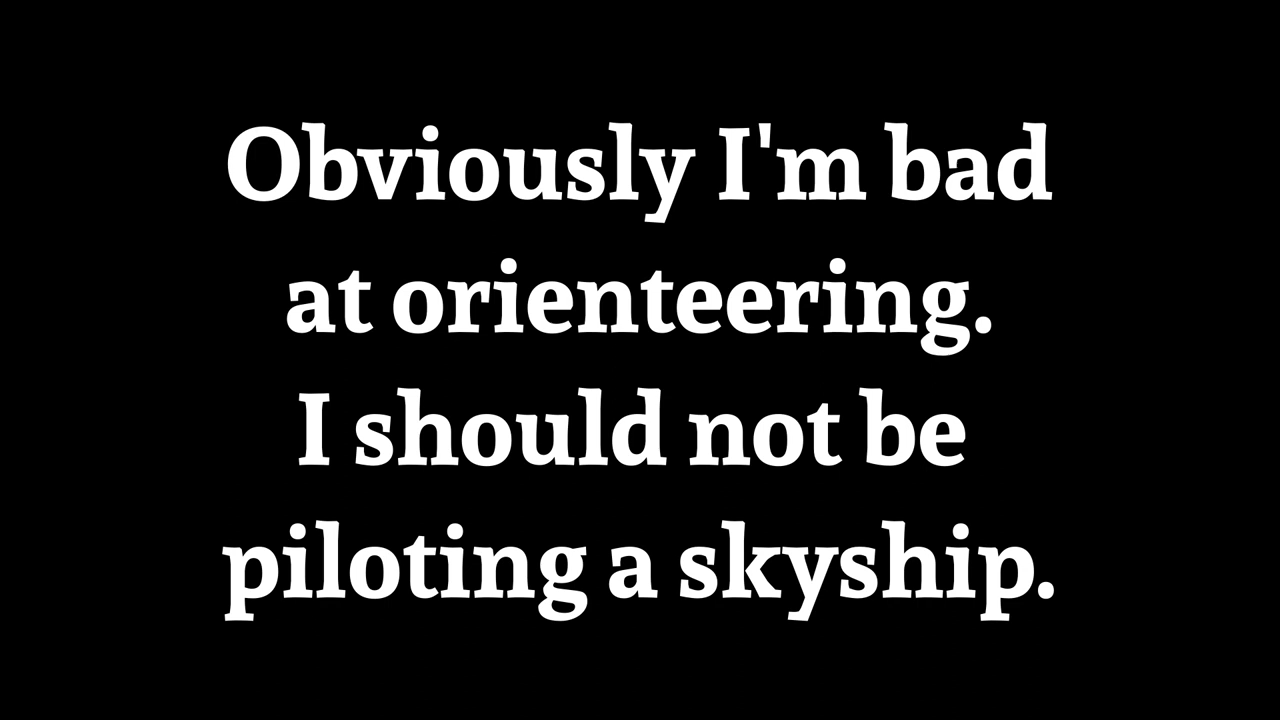 Obviously I'm bad
at orienteering.
I should not be
piloting a skyship.